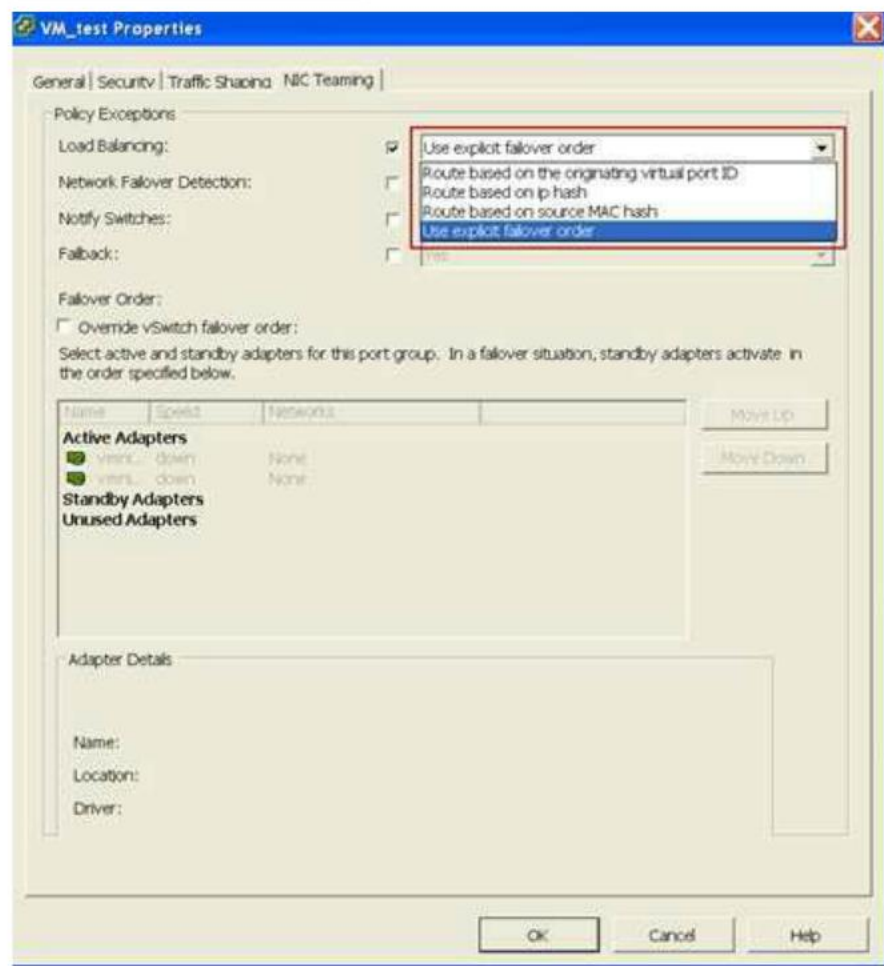 VM_test Properties
General Security Traffic Shaping NIC Teaming
Policy Exceptions
Load Balancing: Use explicit failover order
Route based on the originating virtual port ID
Network Failover Detection:
Route based on ip hash
Route based on source MAC hash
Notify Switches:
Use explicit failover order
Failback: Yes
Failover Order:
Override vSwitch failover order:
Select active and standby adapters for this port group. In a failover situation, standby adapters activate in
the order specified below.
Name Speed Networks Move Up
Active Adapters
vmni... down None Move Down
vmni... down None
Standby Adapters
Unused Adapters
Adapter Details
Name:
Location:
Driver:
OK Cancel Help